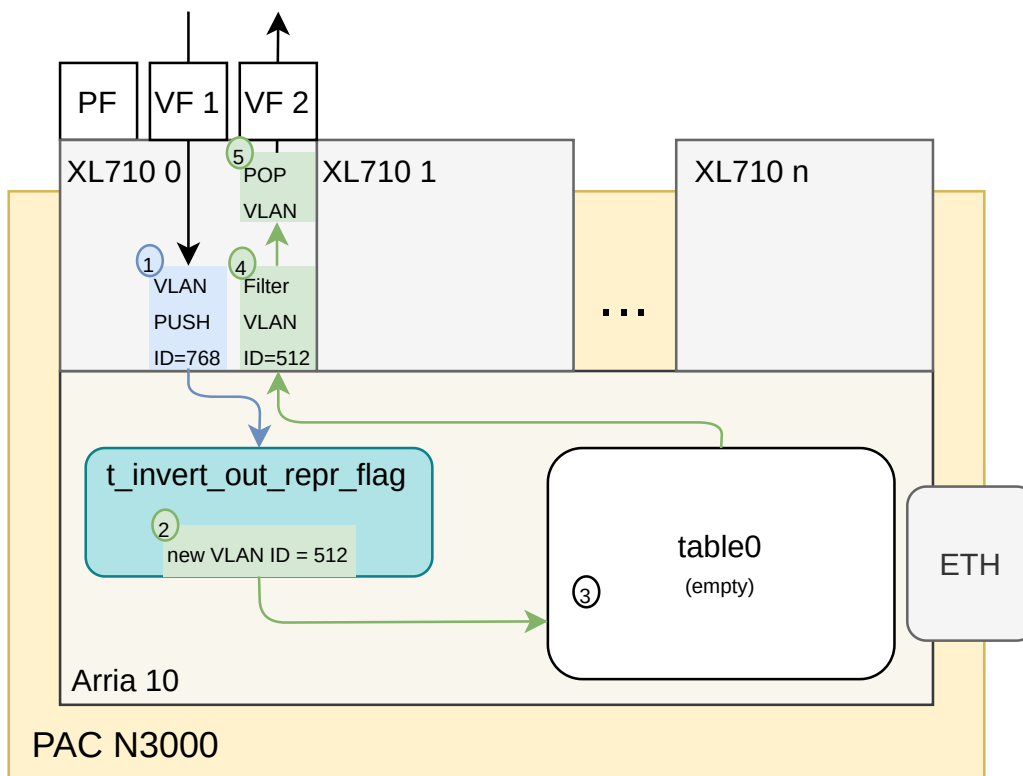 PF
VF 1
VF 2
XL710 0
XL710 1
XL710 n
5
POP
VLAN
1
VLAN
PUSH
ID=768
4
Filter
VLAN
ID=512
...
t_invert_out_repr_flag
2
new VLAN ID = 512
table0
(empty)
3
ETH
Arria 10
PAC N3000